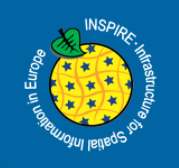 INSPIRE · Infrastructure for Spatial Information in Europe